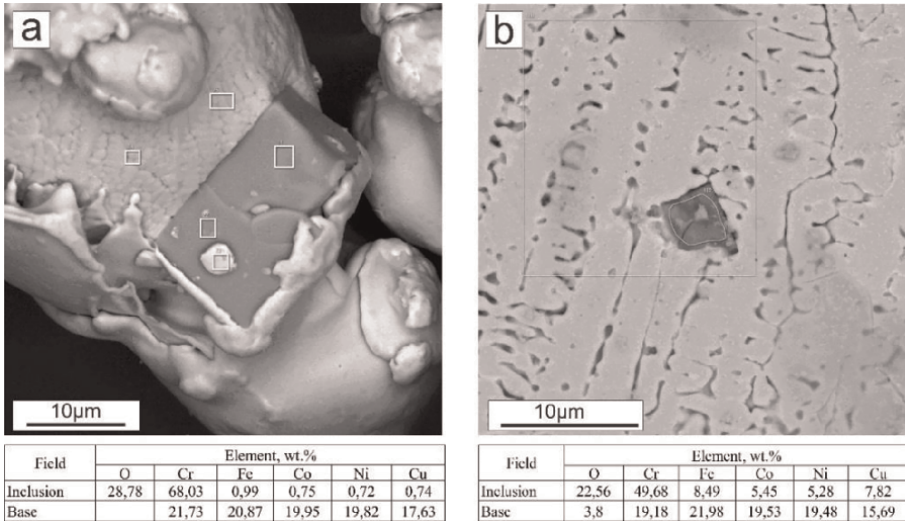 a
10µm
Field Element, wt.%
O Cr Fe Co Ni Cu
Inclusion 28,78 68,03 0,99 0,75 0,72 0,74
Base 21,73 20,87 19,95 19,82 17,63
b
10µm
Field Element, wt.%
O Cr Fe Co Ni Cu
Inclusion 22,56 49,68 8,49 5,45 5,28 7,82
Base 3,8 19,18 21,98 19,53 19,48 15,69